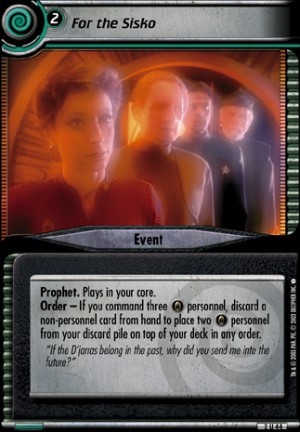 2 For the Sisko
Event
Prophet. Plays in your core.
Order – If you command three personnel, discard a
non-personnel card from hand to place two personnel
from your discard pile on top of your deck in any order.
"If the D'jarras belong in the past, why did you send me into the
future?"
2 U 44